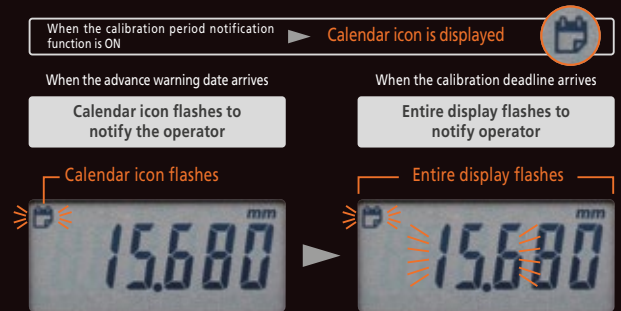 When the calibration period notification
function is ON
Calendar icon is displayed
When the advance warning date arrives
Calendar icon flashes to
notify the operator
When the calibration deadline arrives
Entire display flashes to
notify operator
Calendar icon flashes
Entire display flashes
mm
15.680
mm
15.680